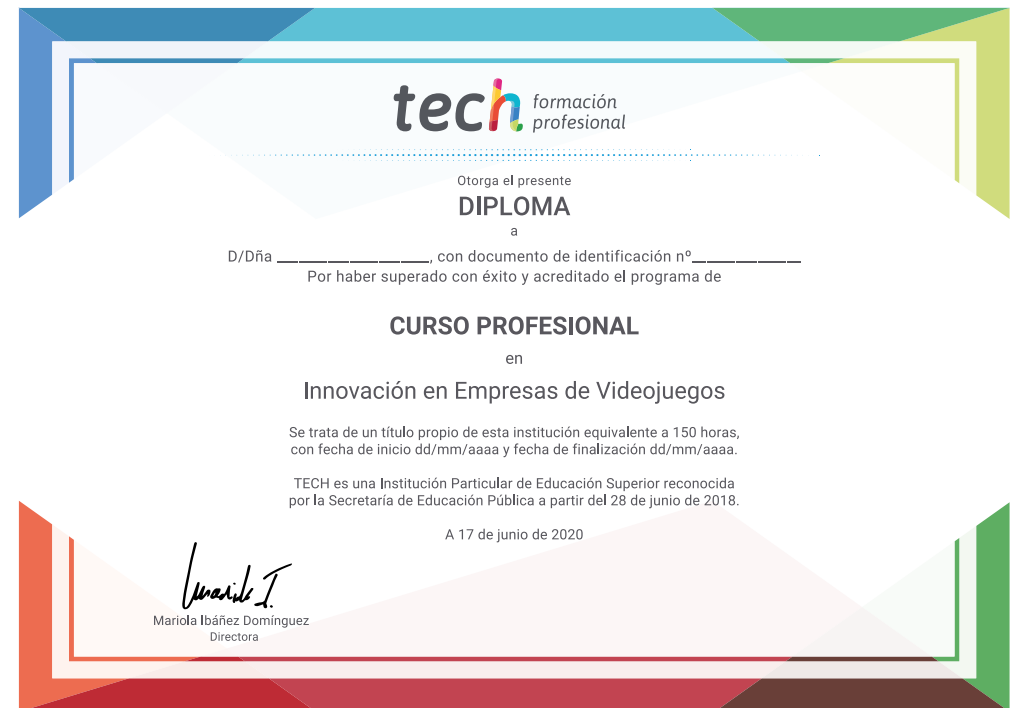 tech formación
profesional
Otorga el presente
DIPLOMA
a
D/Dña ____________________, con documento de identificación nº______________
Por haber superado con éxito y acreditado el programa de
CURSO PROFESIONAL
en
Innovación en Empresas de Videojuegos
Se trata de un título propio de esta institución equivalente a 150 horas,
con fecha de inicio dd/mm/aaaa y fecha de finalización dd/mm/aaaa.
TECH es una Institución Particular de Educación Superior reconocida
por la Secretaría de Educación Pública a partir del 28 de junio de 2018.
A 17 de junio de 2020
Mariola Ibáñez Domínguez
Directora